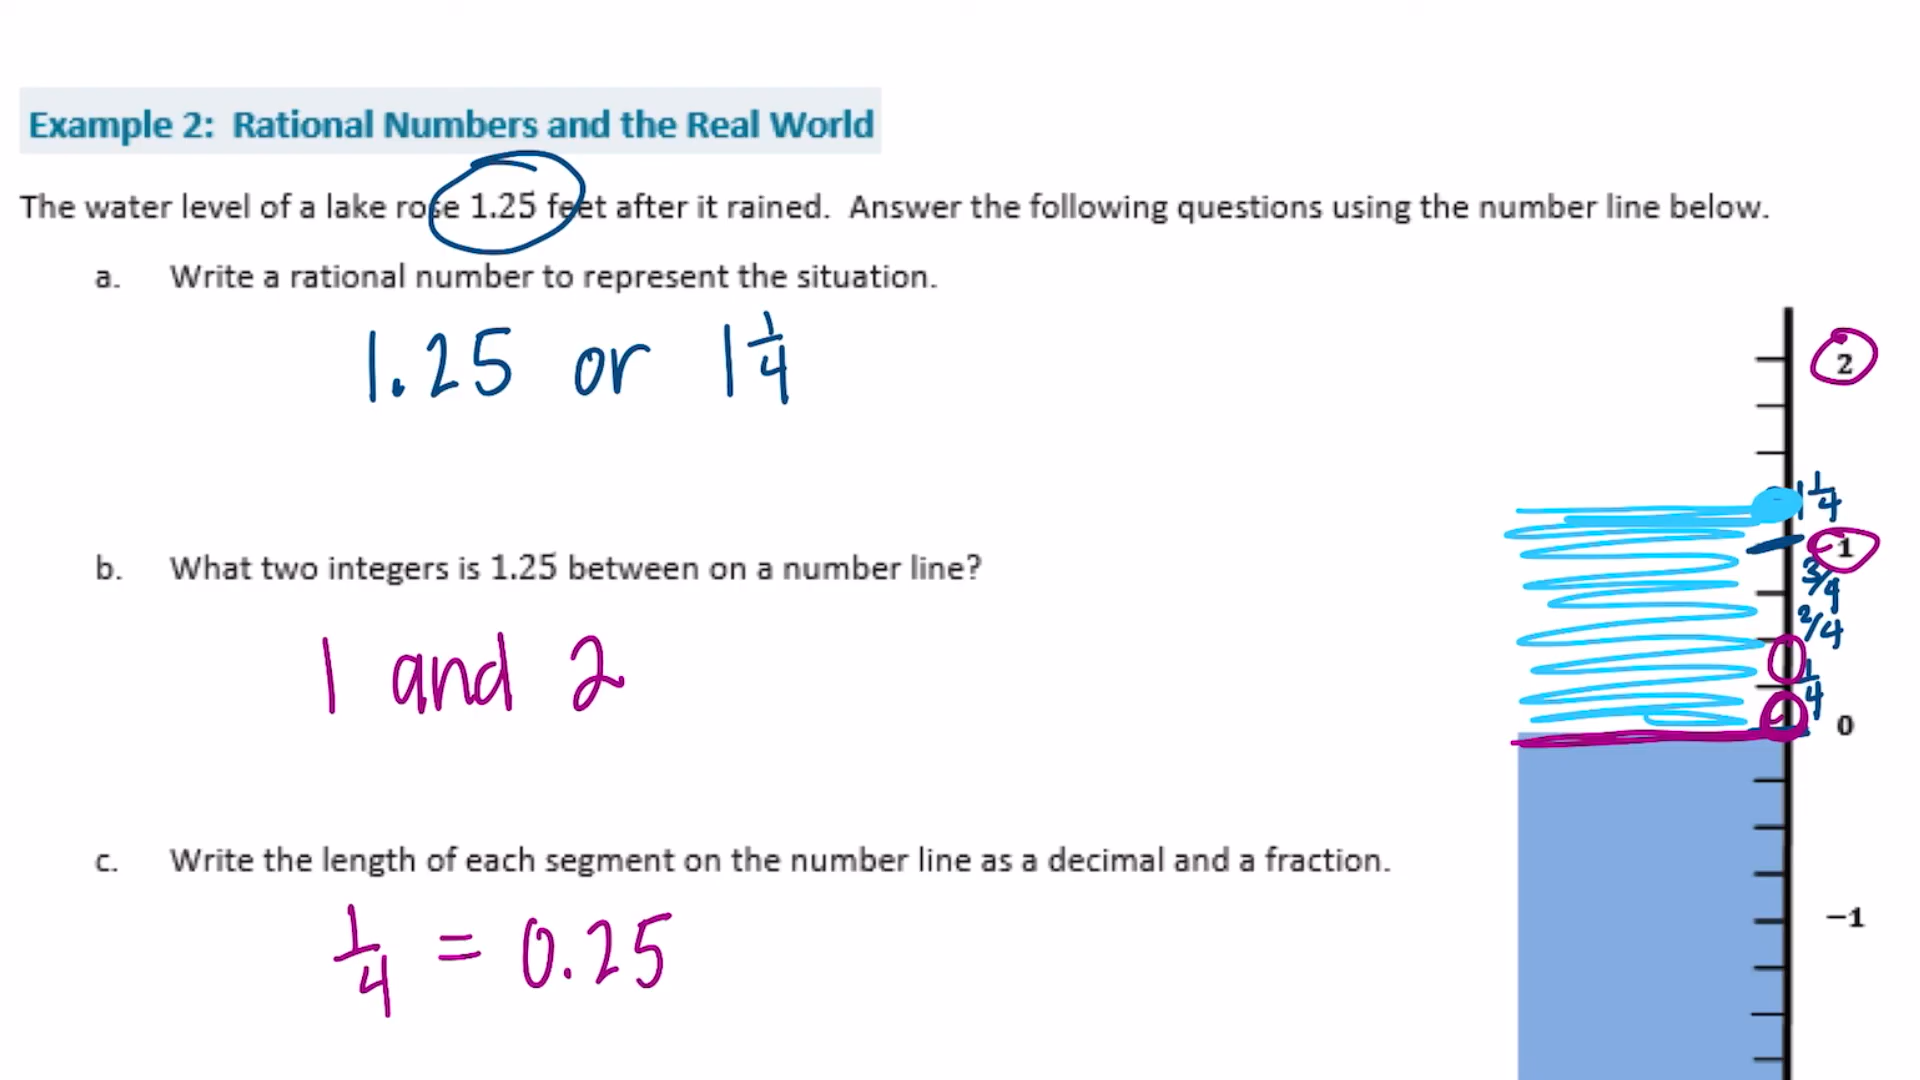 Example 2: Rational Numbers and the Real World
The water level of a lake rose 1.25 feet after it rained. Answer the following questions using the number line below.
a. Write a rational number to represent the situation.
1.25 or 1 1/4
b. What two integers is 1.25 between on a number line?
1 and 2
c. Write the length of each segment on the number line as a decimal and a fraction.
1/4 = 0.25
2
1 1/4
1
3/4
2/4
1/4
0
−1